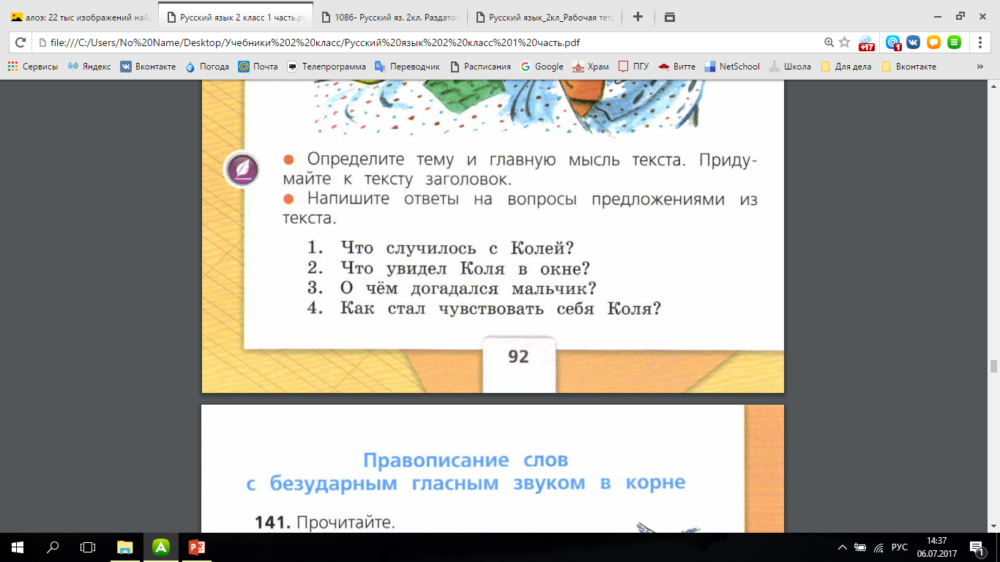 алоэ: 22 тыс изображений най
Русский язык 2 класс 1 часть.p
1086- Русский яз. 2кл. Раздаточ
Русский язык_2кл_Рабочая тетр
file:///C:/Users/No%20Name/Desktop/Учебники%202%20класс/Русский%20язык%202%20класс%201%20часть.pdf
+17
1
Сервисы Яндекс Вконтакте Погода Почта Телепрограмма Переводчик Расписания Google Храм ПГУ Витте NetSchool Школа Для дела Вконтакте »
Определите тему и главную мысль текста. Приду-
майте к тексту заголовок.
Напишите ответы на вопросы предложениями из
текста.
1. Что случилось с Колей?
2. Что увидел Коля в окне?
3. О чём догадался мальчик?
4. Как стал чувствовать себя Коля?
92
Правописание слов
с безударным гласным звуком в корне
141. Прочитайте.
РУС
14:37
06.07.2017
1